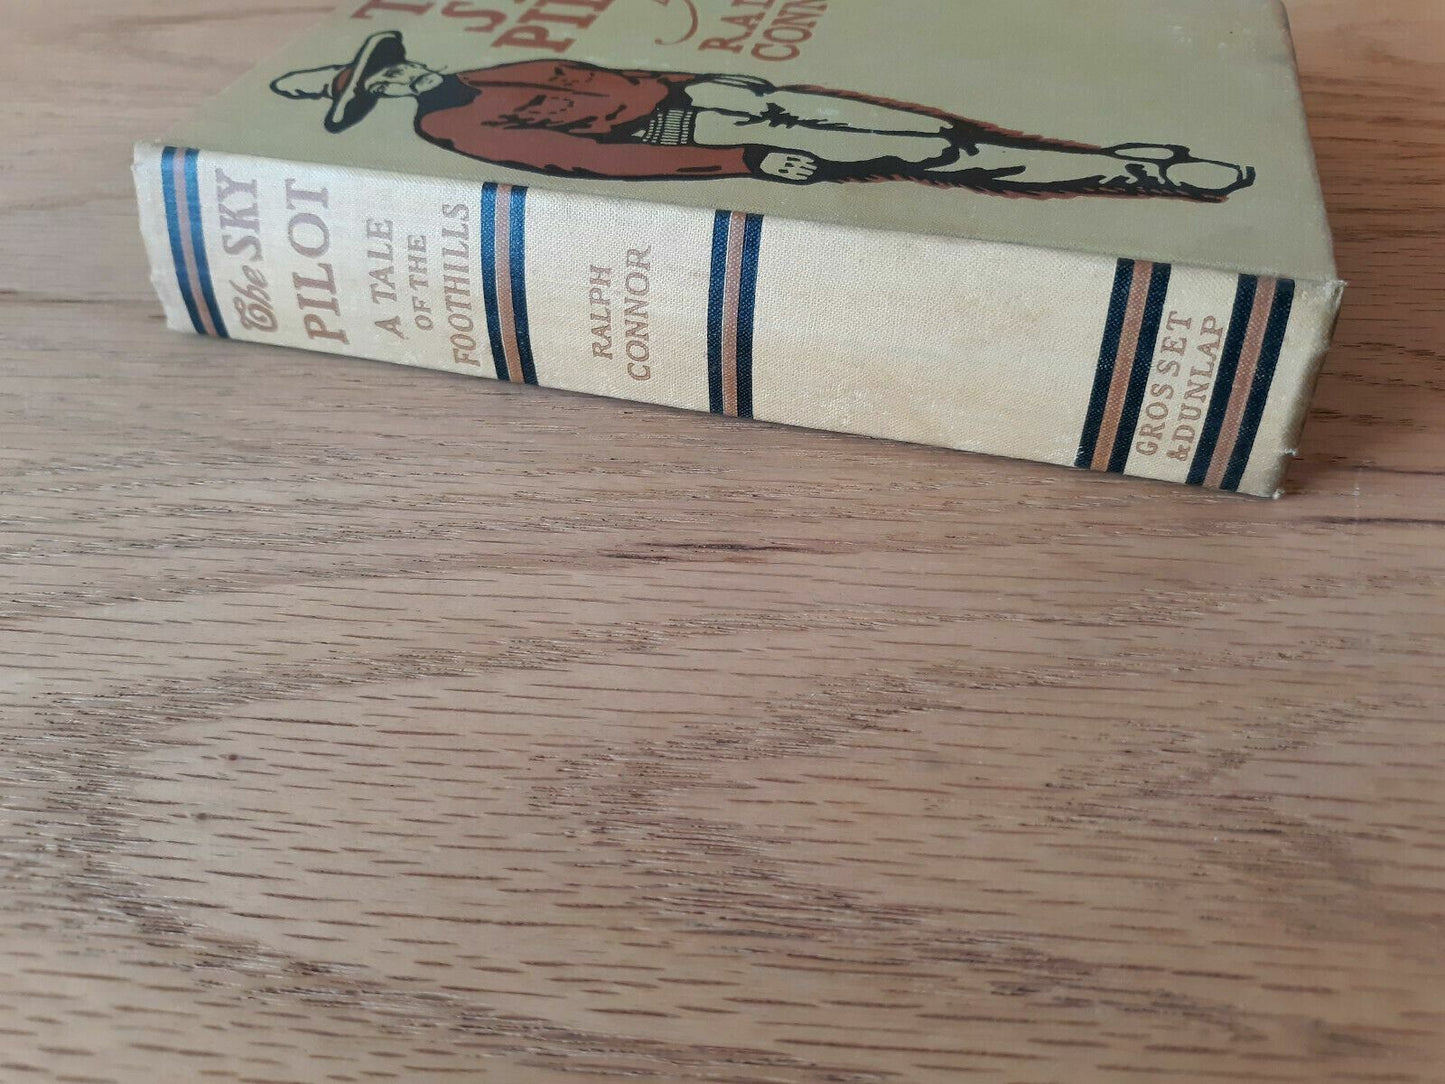 The SKY
PILOT
A TALE
OF THE
FOOTHILLS
RALPH
CONNOR
GROSSET
& DUNLAP